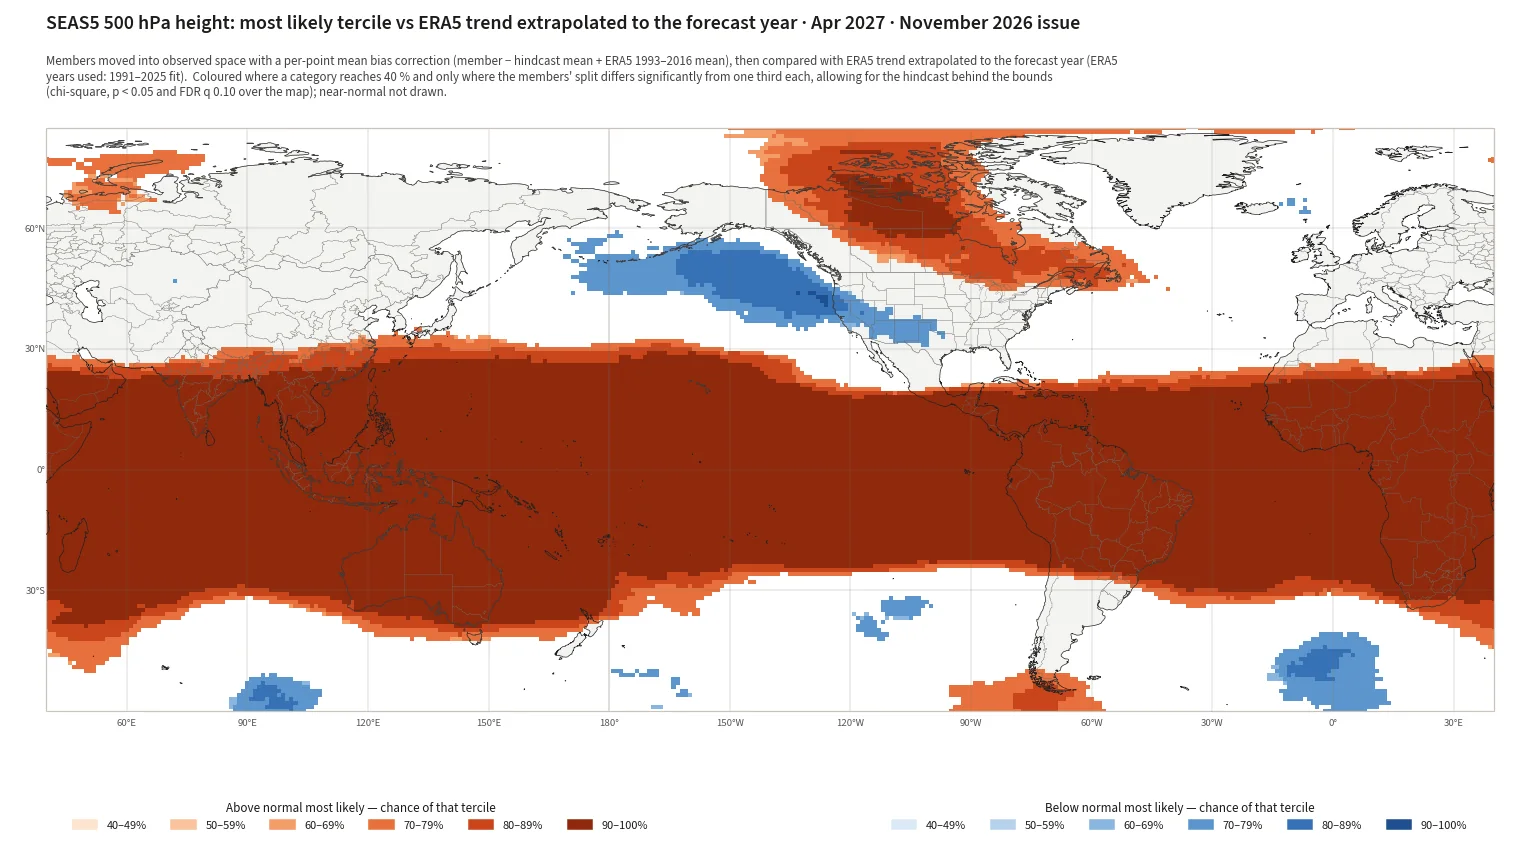 SEAS5 500 hPa height: most likely tercile vs ERA5 trend extrapolated to the forecast year · Apr 2027 · November 2026 issue
Members moved into observed space with a per-point mean bias correction (member − hindcast mean + ERA5 1993–2016 mean), then compared with ERA5 trend extrapolated to the forecast year (ERA5
years used: 1991–2025 fit). Coloured where a category reaches 40 % and only where the members' split differs significantly from one third each, allowing for the hindcast behind the bounds
(chi-square, p < 0.05 and FDR q 0.10 over the map); near-normal not drawn.
60°N
30°N
0°
30°S
60°E 90°E 120°E 150°E 180° 150°W 120°W 90°W 60°W 30°W 0° 30°E
Above normal most likely — chance of that tercile
40–49% 50–59% 60–69% 70–79% 80–89% 90–100%
Below normal most likely — chance of that tercile
40–49% 50–59% 60–69% 70–79% 80–89% 90–100%